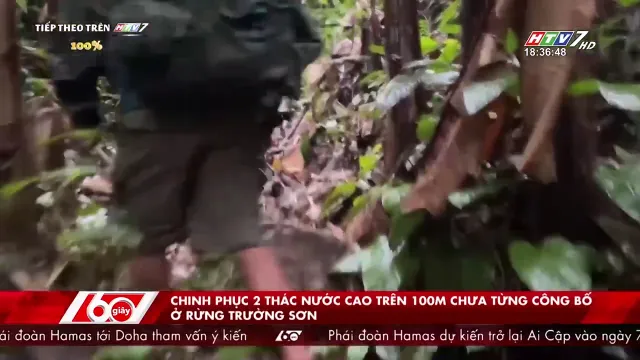 TIẾP THEO TRÊN HTV7
100%
HTV7 HD
18:36:48
60 giây
CHINH PHỤC 2 THÁC NƯỚC CAO TRÊN 100M CHƯA TỪNG CÔNG BỐ
Ở RỪNG TRƯỜNG SƠN
Phái đoàn Hamas tới Doha tham vấn ý kiến Phái đoàn Hamas dự kiến trở lại Ai Cập vào ngày 7